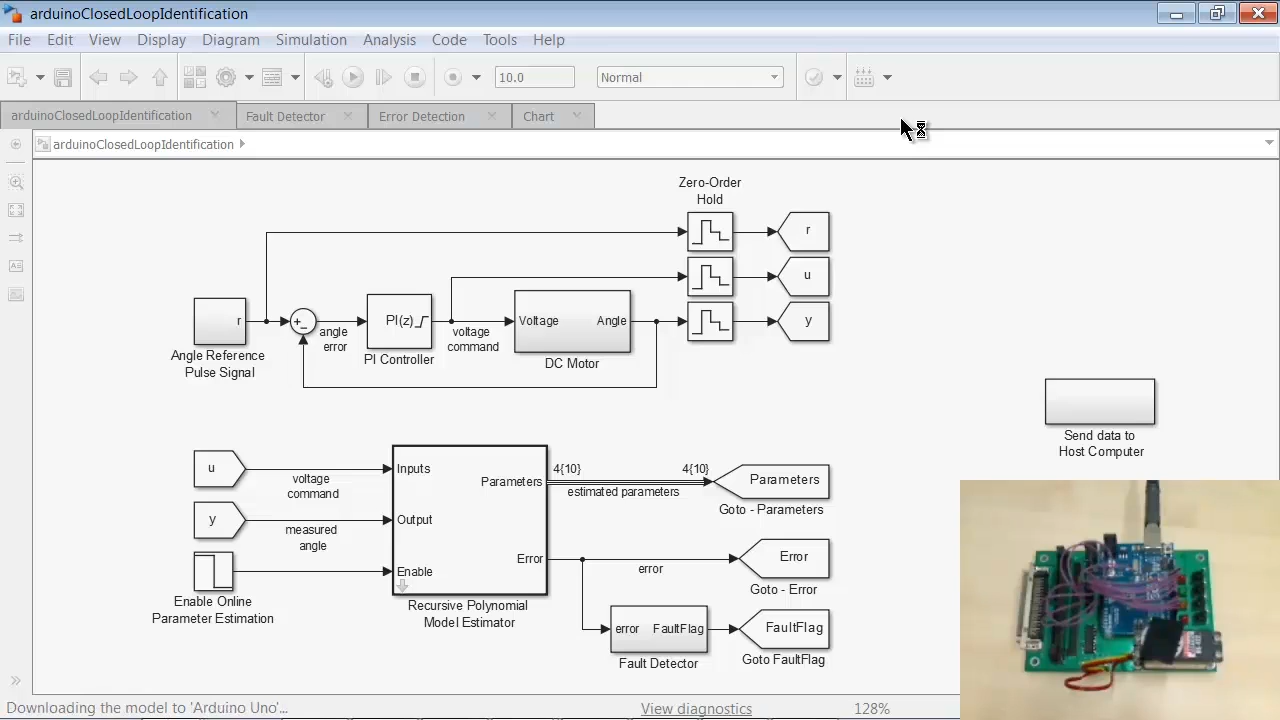 arduinoClosedLoopIdentification
File Edit View Display Diagram Simulation Analysis Code Tools Help
10.0 Normal
arduinoClosedLoopIdentification Fault Detector Error Detection Chart
arduinoClosedLoopIdentification
Zero-Order
Hold
r
u
y
r
+
_
angle
error
PI(z)
voltage
command
Voltage Angle
Angle Reference
Pulse Signal
PI Controller
DC Motor
Send data to
Host Computer
u
voltage
command
Inputs
Parameters
4{10} 4{10}
estimated parameters
Parameters
Goto - Parameters
y
measured
angle
Output
Error
error
Error
Goto - Error
Enable
Enable Online
Parameter Estimation
Recursive Polynomial
Model Estimator
error FaultFlag
Fault Detector
FaultFlag
Goto FaultFlag
Downloading the model to 'Arduino Uno'... View diagnostics 128%